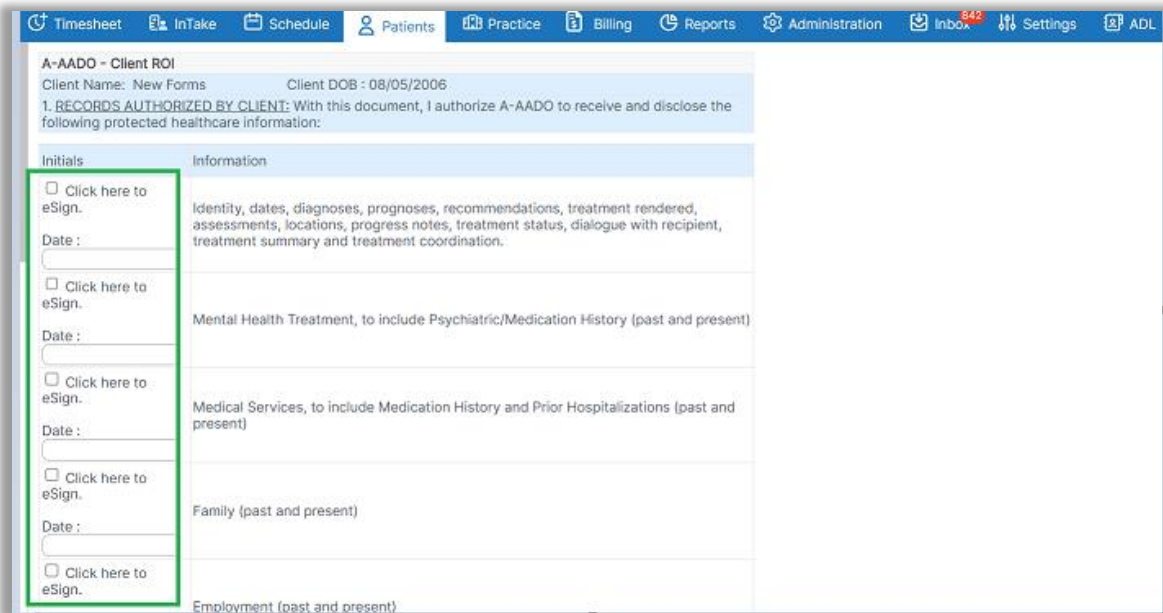 Timesheet InTake Schedule Patients Practice Billing Reports Administration Inbox 842 Settings ADL
A-AADO - Client ROI
Client Name: New Forms Client DOB : 08/05/2006
1. RECORDS AUTHORIZED BY CLIENT: With this document, I authorize A-AADO to receive and disclose the
following protected healthcare information:
Initials Information
Click here to
eSign.
Date :
Identity, dates, diagnoses, prognoses, recommendations, treatment rendered,
assessments, locations, progress notes, treatment status, dialogue with recipient,
treatment summary and treatment coordination.
Click here to
eSign.
Date :
Mental Health Treatment, to include Psychiatric/Medication History (past and present)
Click here to
eSign.
Date :
Medical Services, to include Medication History and Prior Hospitalizations (past and
present)
Click here to
eSign.
Date :
Family (past and present)
Click here to
eSign.
Employment (past and present)